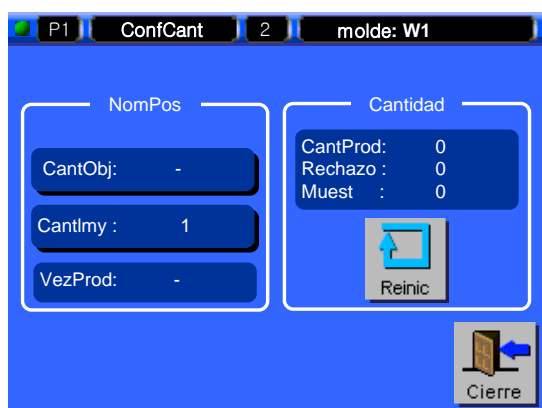 P1 ConfCant 2 molde: W1
NomPos
CantObj: -
CantImy : 1
VezProd: -
Cantidad
CantProd: 0
Rechazo : 0
Muest : 0
Reinic
Cierre